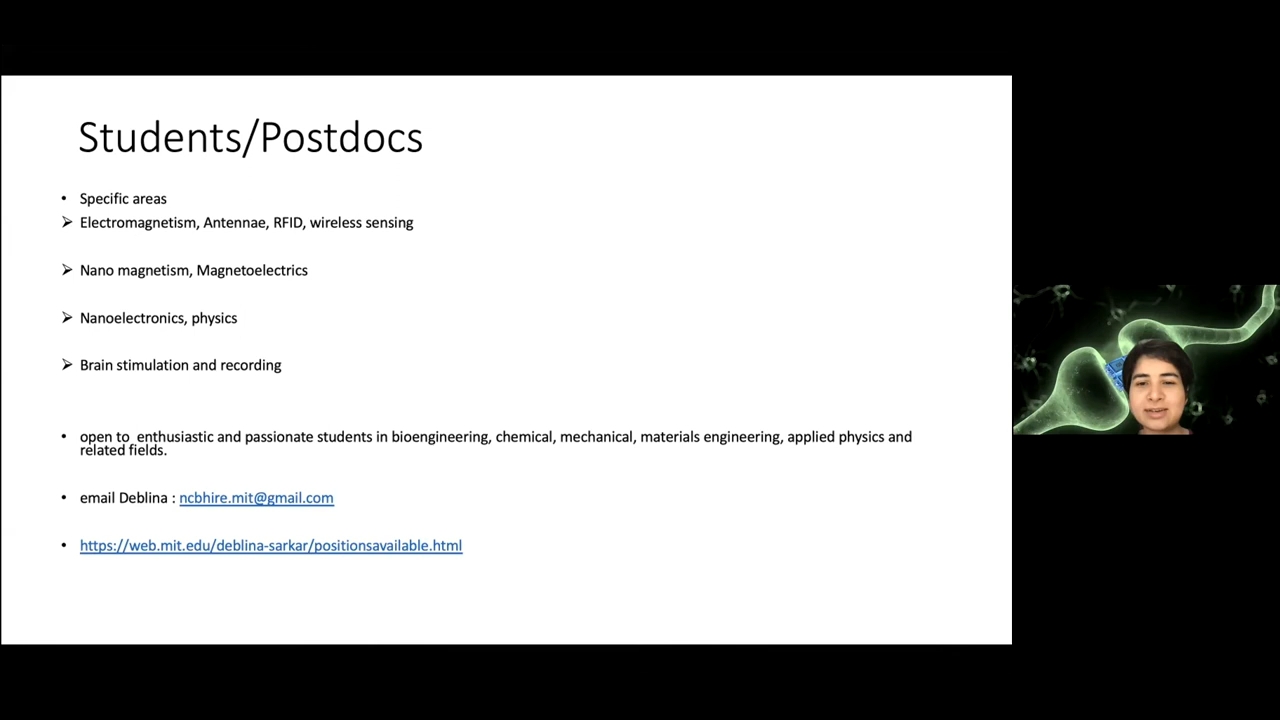 Students/Postdocs
• Specific areas
➢ Electromagnetism, Antennae, RFID, wireless sensing
➢ Nano magnetism, Magnetoelectrics
➢ Nanoelectronics, physics
➢ Brain stimulation and recording
• open to  enthusiastic and passionate students in bioengineering, chemical, mechanical, materials engineering, applied physics and
related fields.
• email Deblina : ncbhire.mit@gmail.com
• https://web.mit.edu/deblina-sarkar/positionsavailable.html